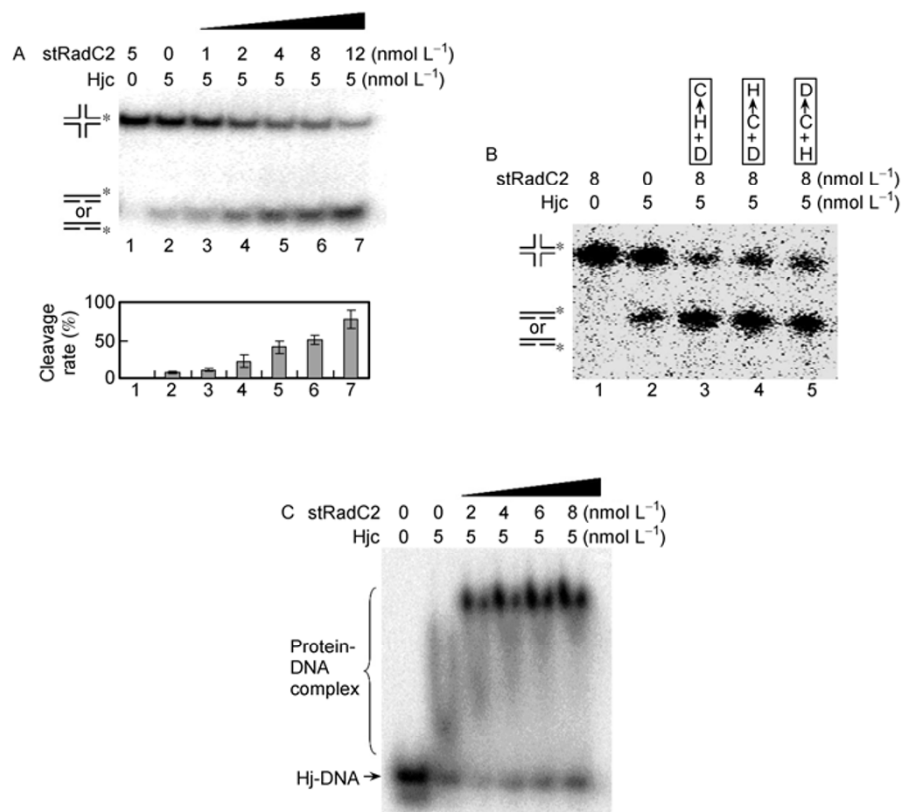 A stRadC2 5 0 1 2 4 8 12 (nmol L⁻¹)
Hjc 0 5 5 5 5 5 5 (nmol L⁻¹)
*
*
or
*
1 2 3 4 5 6 7
Cleavage
rate (%)
100
50
0
1 2 3 4 5 6 7
B
C H+D
H C+D
D C+H
stRadC2 8 0 8 8 8 (nmol L⁻¹)
Hjc 0 5 5 5 5 (nmol L⁻¹)
*
*
or
*
1 2 3 4 5
C stRadC2 0 0 2 4 6 8 (nmol L⁻¹)
Hjc 0 5 5 5 5 5 (nmol L⁻¹)
Protein-
DNA
complex
Hj-DNA